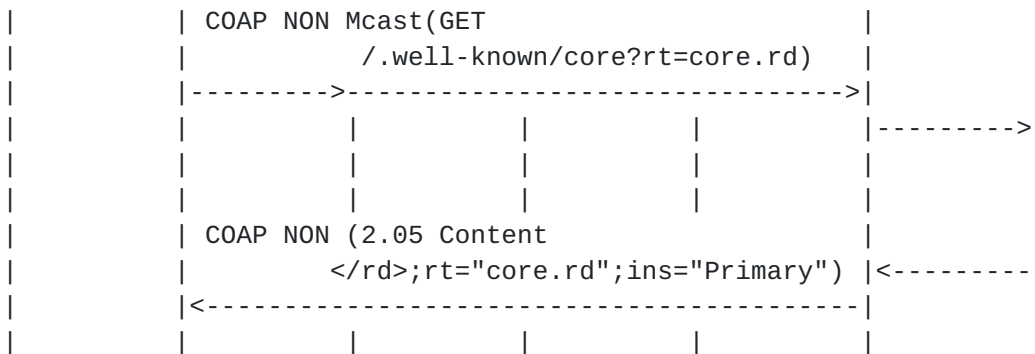 |          | COAP NON Mcast(GET                        |
|          |           /.well-known/core?rt=core.rd)   |
|          |--------->-------------------------------->|
|          |          |          |          |          |--------->
|          |          |          |          |          |
|          |          |          |          |          |
|          | COAP NON (2.05 Content                    |
|          |         </rd>;rt="core.rd";ins="Primary") |<---------
|          |<------------------------------------------|
|          |          |          |          |          |